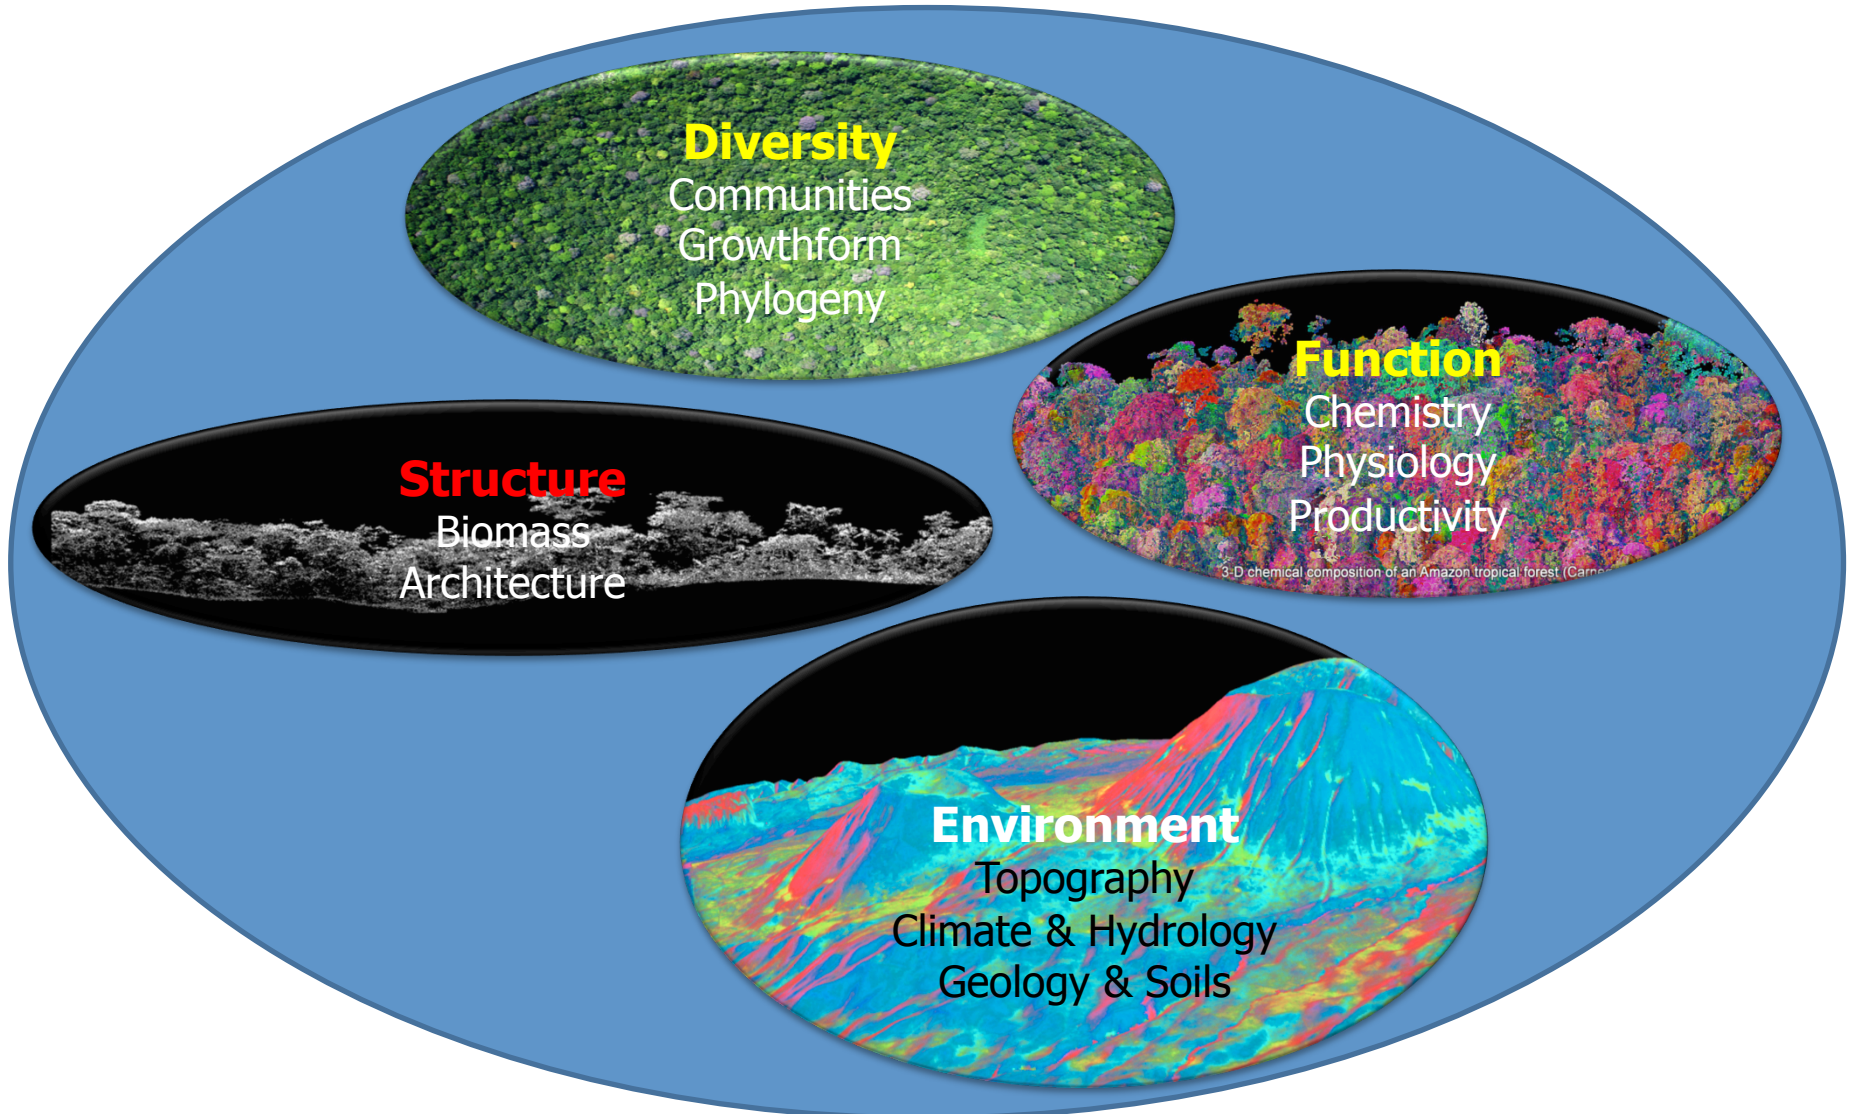 Diversity
Communities
Growthform
Phylogeny
Function
Chemistry
Physiology
Productivity
3-D chemical composition of an Amazon tropical forest
Structure
Biomass
Architecture
Environment
Topography
Climate & Hydrology
Geology & Soils